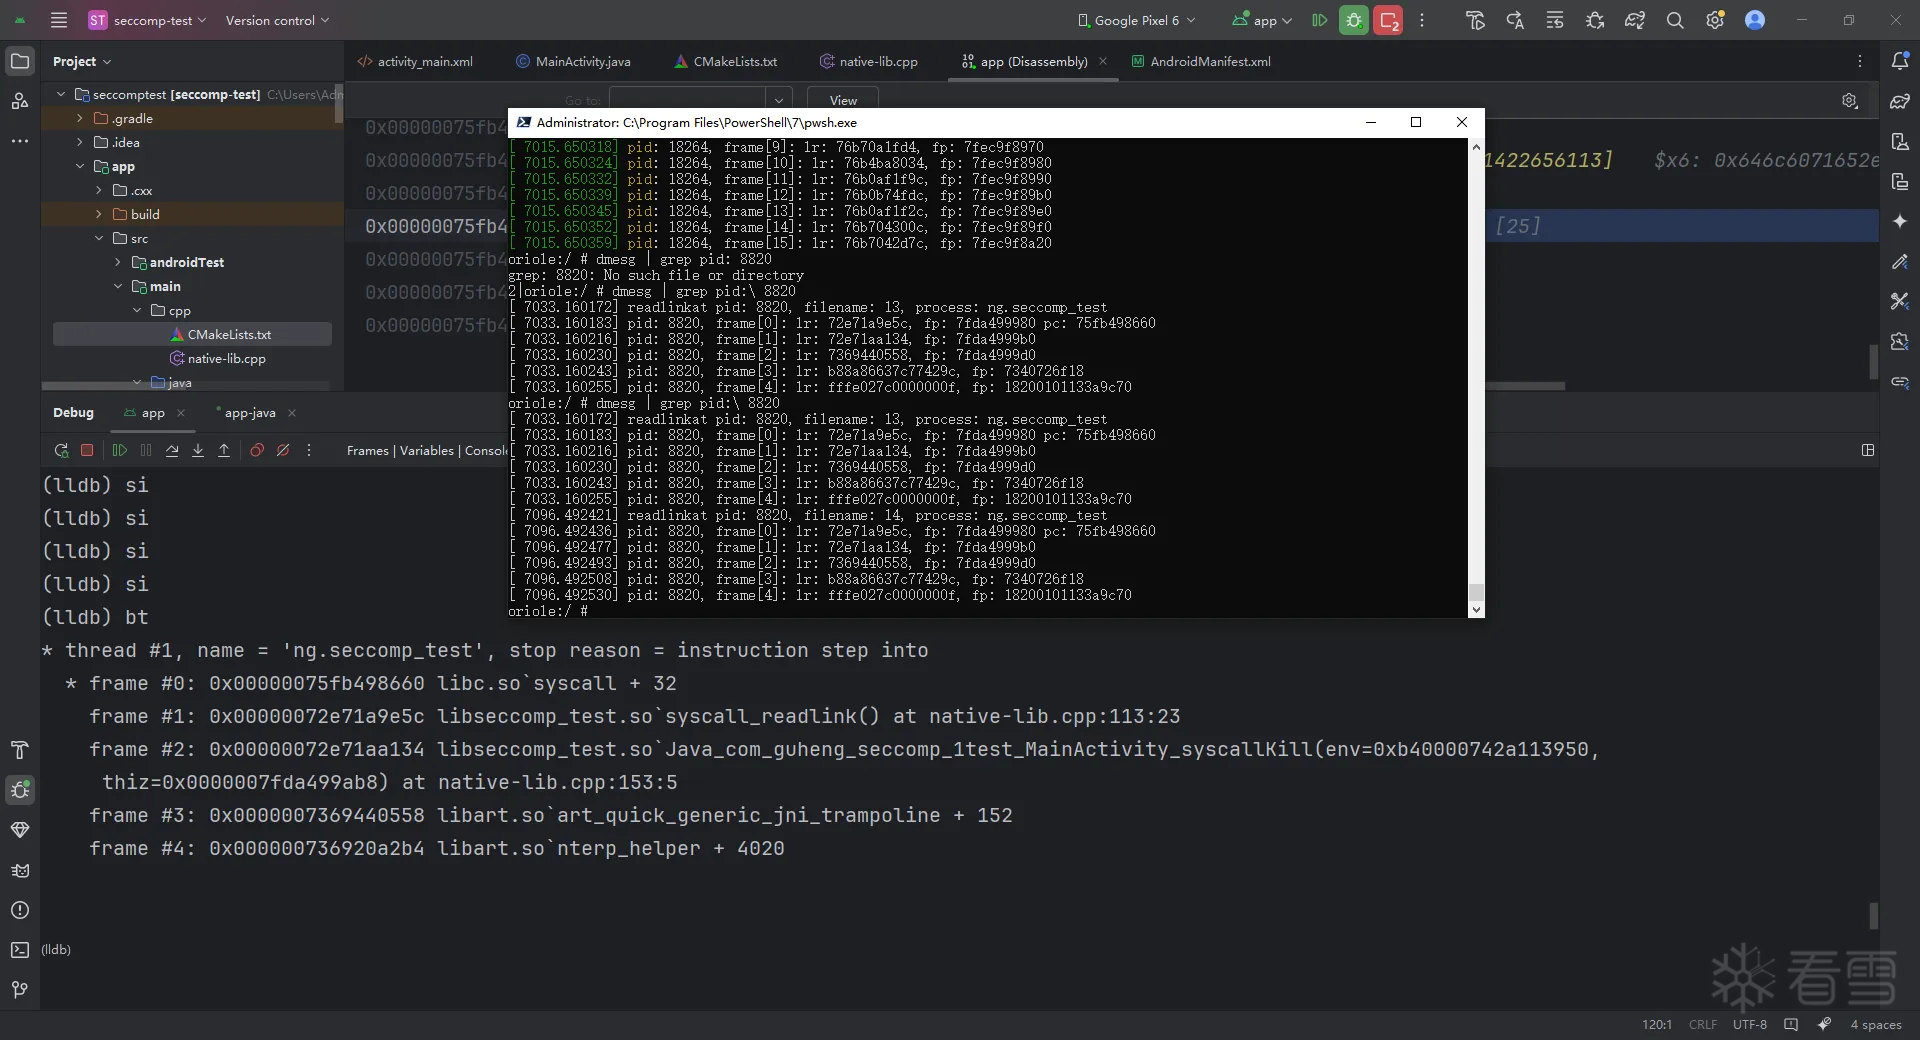 ST seccomp-test Version control Google Pixel 6 app 2
Project
activity_main.xml MainActivity.java CMakeLists.txt native-lib.cpp app (Disassembly) AndroidManifest.xml
seccomptest [seccomp-test] C:\Users\Adm
Go to: View
.gradle
.idea
app
.cxx
build
src
androidTest
main
cpp
CMakeLists.txt
native-lib.cpp
java
0x00000075fb4
0x00000075fb4
0x00000075fb4
0x00000075fb4
0x00000075fb4
0x00000075fb4
0x00000075fb4
1422656113] $x6: 0x646c6071652e
[25]
Administrator: C:\Program Files\PowerShell\7\pwsh.exe
[ 7015.650318] pid: 18264, frame[9]: lr: 76b70a1fd4, fp: 7fec9f8970
[ 7015.650324] pid: 18264, frame[10]: lr: 76b4ba8034, fp: 7fec9f8980
[ 7015.650332] pid: 18264, frame[11]: lr: 76b0af1f9c, fp: 7fec9f8990
[ 7015.650339] pid: 18264, frame[12]: lr: 76b0b74fdc, fp: 7fec9f89b0
[ 7015.650345] pid: 18264, frame[13]: lr: 76b0af1f2c, fp: 7fec9f89e0
[ 7015.650352] pid: 18264, frame[14]: lr: 76b704300c, fp: 7fec9f89f0
[ 7015.650359] pid: 18264, frame[15]: lr: 76b7042d7c, fp: 7fec9f8a20
oriole:/ # dmesg | grep pid: 8820
grep: 8820: No such file or directory
2|oriole:/ # dmesg | grep pid:\ 8820
[ 7033.160172] readlinkat pid: 8820, filename: 13, process: ng.seccomp_test
[ 7033.160183] pid: 8820, frame[0]: lr: 72e71a9e5c, fp: 7fda499980 pc: 75fb498660
[ 7033.160216] pid: 8820, frame[1]: lr: 72e71aa134, fp: 7fda4999b0
[ 7033.160230] pid: 8820, frame[2]: lr: 7369440558, fp: 7fda4999d0
[ 7033.160243] pid: 8820, frame[3]: lr: b88a86637c77429c, fp: 7340726f18
[ 7033.160255] pid: 8820, frame[4]: lr: fffe027c0000000f, fp: 18200101133a9c70
oriole:/ # dmesg | grep pid:\ 8820
[ 7033.160172] readlinkat pid: 8820, filename: 13, process: ng.seccomp_test
[ 7033.160183] pid: 8820, frame[0]: lr: 72e71a9e5c, fp: 7fda499980 pc: 75fb498660
[ 7033.160216] pid: 8820, frame[1]: lr: 72e71aa134, fp: 7fda4999b0
[ 7033.160230] pid: 8820, frame[2]: lr: 7369440558, fp: 7fda4999d0
[ 7033.160243] pid: 8820, frame[3]: lr: b88a86637c77429c, fp: 7340726f18
[ 7033.160255] pid: 8820, frame[4]: lr: fffe027c0000000f, fp: 18200101133a9c70
[ 7096.492421] readlinkat pid: 8820, filename: 14, process: ng.seccomp_test
[ 7096.492436] pid: 8820, frame[0]: lr: 72e71a9e5c, fp: 7fda499980 pc: 75fb498660
[ 7096.492477] pid: 8820, frame[1]: lr: 72e71aa134, fp: 7fda4999b0
[ 7096.492493] pid: 8820, frame[2]: lr: 7369440558, fp: 7fda4999d0
[ 7096.492508] pid: 8820, frame[3]: lr: b88a86637c77429c, fp: 7340726f18
[ 7096.492530] pid: 8820, frame[4]: lr: fffe027c0000000f, fp: 18200101133a9c70
oriole:/ #
Debug app app-java
Frames | Variables | Conso
(lldb) si
(lldb) si
(lldb) si
(lldb) si
(lldb) bt
* thread #1, name = 'ng.seccomp_test', stop reason = instruction step into
* frame #0: 0x00000075fb498660 libc.so`syscall + 32
frame #1: 0x00000072e71a9e5c libseccomp_test.so`syscall_readlink() at native-lib.cpp:113:23
frame #2: 0x00000072e71aa134 libseccomp_test.so`Java_com_guheng_seccomp_1test_MainActivity_syscallKill(env=0xb40000742a113950,
thiz=0x0000007fda499ab8) at native-lib.cpp:153:5
frame #3: 0x0000007369440558 libart.so`art_quick_generic_jni_trampoline + 152
frame #4: 0x000000736920a2b4 libart.so`nterp_helper + 4020
(lldb)
看雪
120:1 CRLF UTF-8 4 spaces